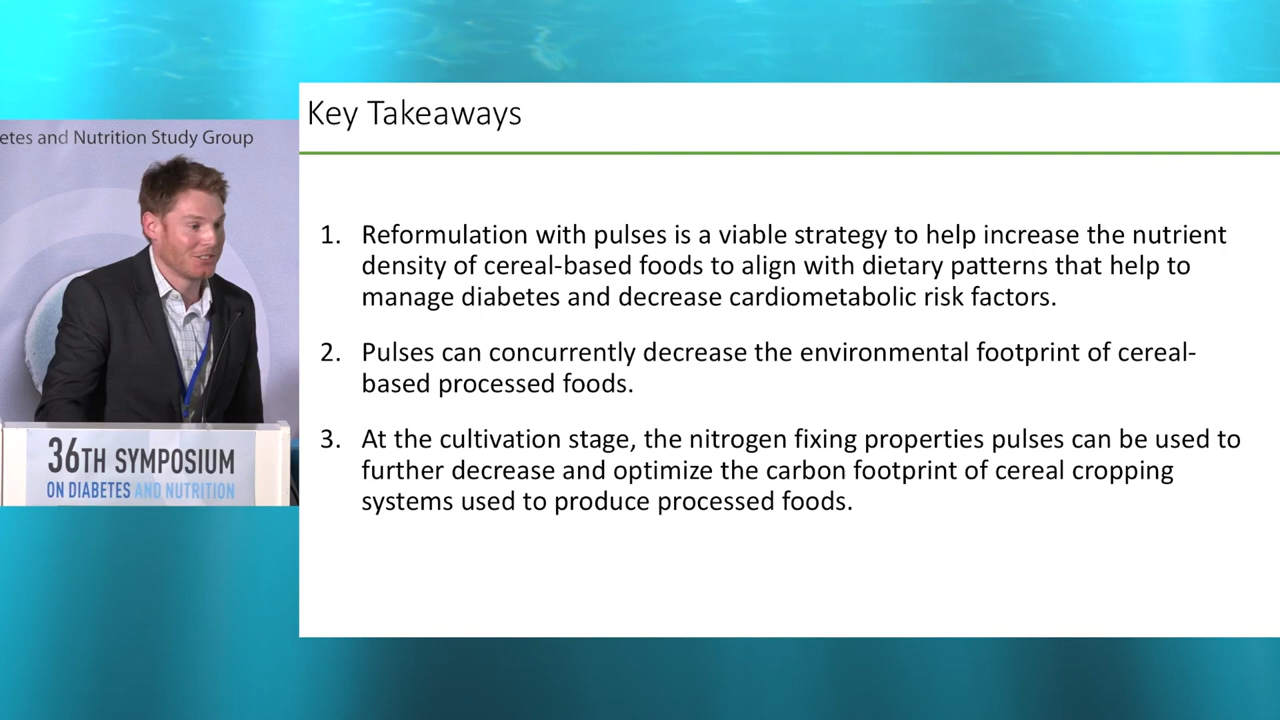 etes and Nutrition Study Group
36TH SYMPOSIUM
ON DIABETES AND NUTRITION
Key Takeaways
1. Reformulation with pulses is a viable strategy to help increase the nutrient
density of cereal-based foods to align with dietary patterns that help to
manage diabetes and decrease cardiometabolic risk factors.
2. Pulses can concurrently decrease the environmental footprint of cereal-
based processed foods.
3. At the cultivation stage, the nitrogen fixing properties pulses can be used to
further decrease and optimize the carbon footprint of cereal cropping
systems used to produce processed foods.